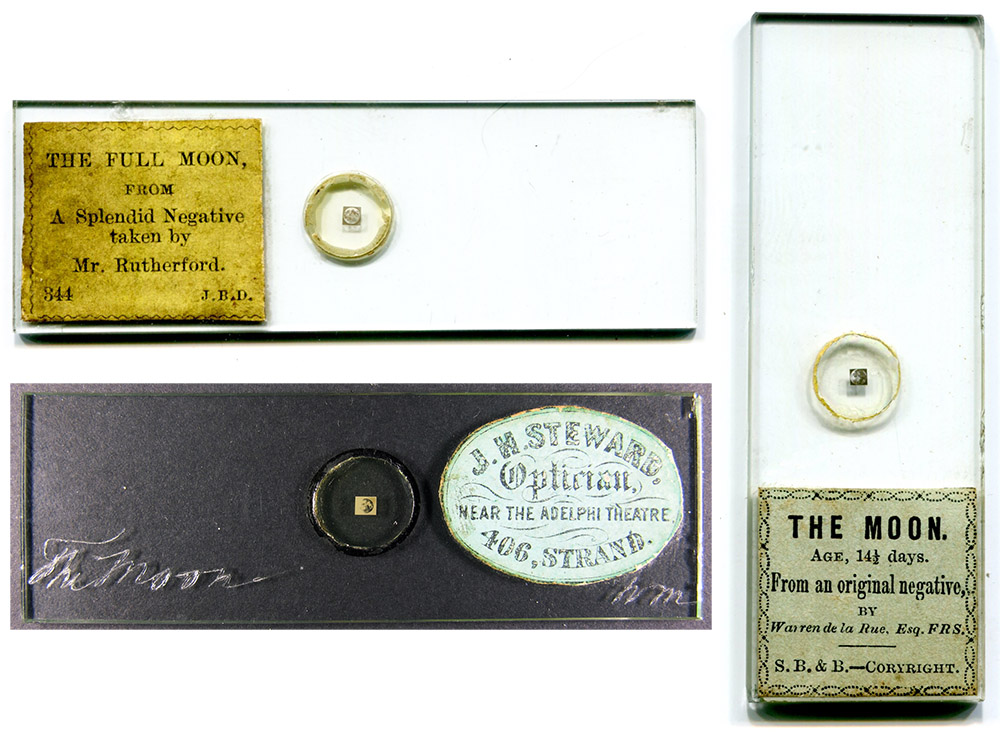 THE FULL MOON,
FROM
A Splendid Negative
taken by
Mr. Rutherford.
344 J.B.D.
J. H. STEWARD,
Optician,
NEAR THE ADELPHI THEATRE
406, STRAND.
The Moon
THE MOON.
AGE, 14½ days.
From an original negative,
BY
Warren de la Rue, Esq. FRS.
S. B. & B.—CORYRIGHT.